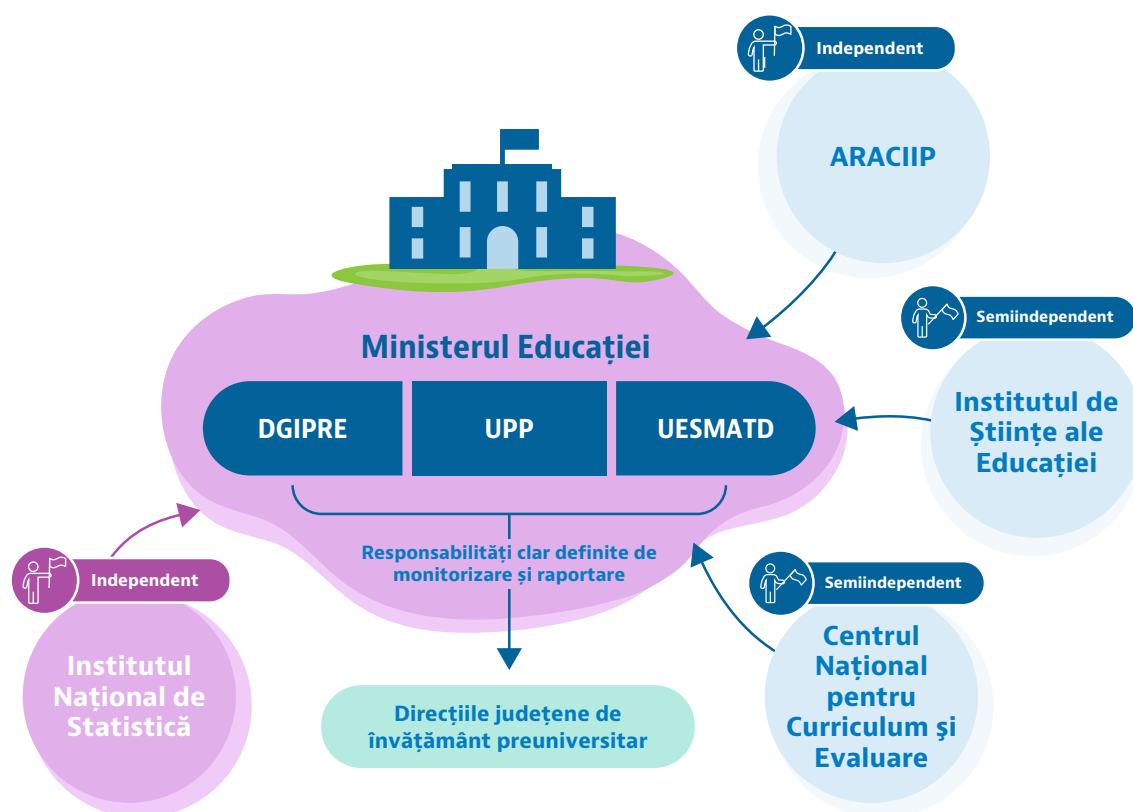 Independent
ARACIIP
Semiindependent
Institutul de
Științe ale
Educației
Ministerul Educației
DGIPRE
UPP
UESMATD
Responsabilități clar definite de
monitorizare și raportare
Independent
Institutul
Național de
Statistică
Semiindependent
Centrul
Național
pentru
Curriculum şi
Evaluare
Direcțiile județene de
învățământ preuniversitar